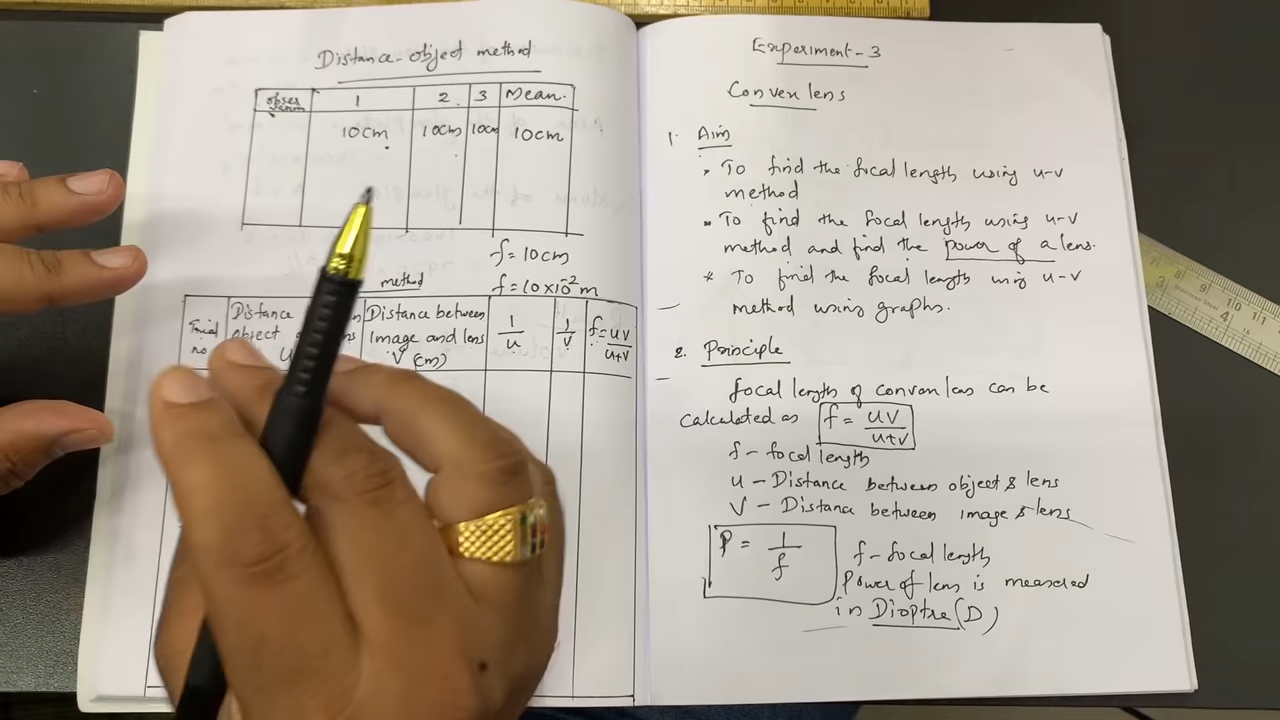 Distance-object method
obser
vation
1
2
3
Mean.
10cm
10cm
10cm
10cm
f = 10cm
method
f = 10×10⁻² m
Trial
no
Distance
object
u
Distance between
Image and lens
V (cm)
1/u
1/v
f = uv/u+v
Experiment-3
Convex lens
1. Aim
• To find the focal length using u-v
method
• To find the focal length using u-v
method and find the power of a lens.
* To find the focal length using u-v
method using graphs.
2. Principle
focal length of convex lens can be
calculated as f = uv/u+v
f - focal length
u - Distance between object & lens
V - Distance between image & lens
P = 1/f
f - focal length
Power of lens is measered
in Dioptre (D)